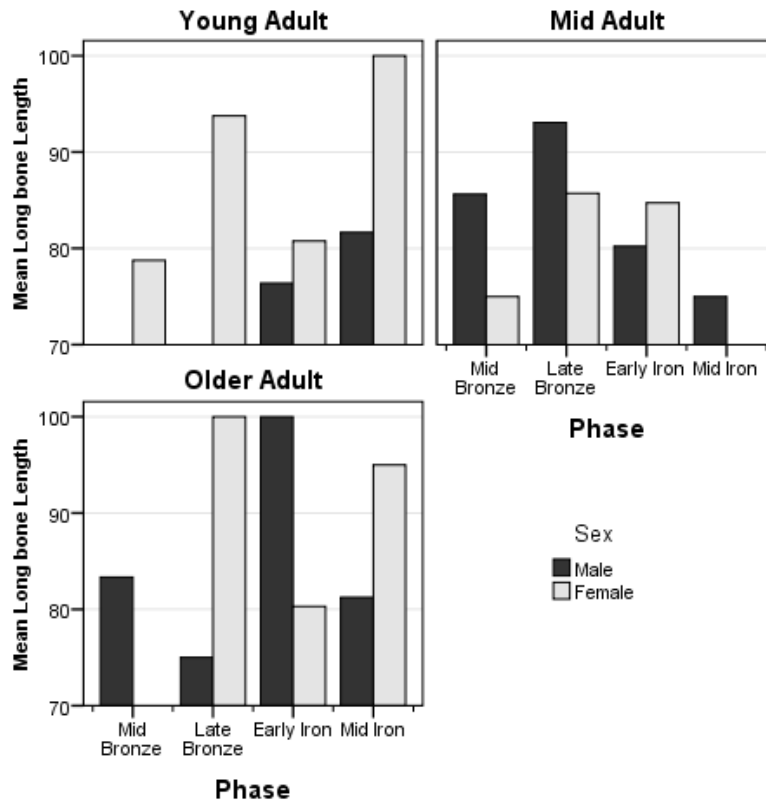 Young Adult
Mean Long bone Length
100
90
80
70
Mid Adult
Mid Bronze
Late Bronze
Early Iron
Mid Iron
Phase
Older Adult
Mean Long bone Length
100
90
80
70
Mid Bronze
Late Bronze
Early Iron
Mid Iron
Phase
Sex
Male
Female